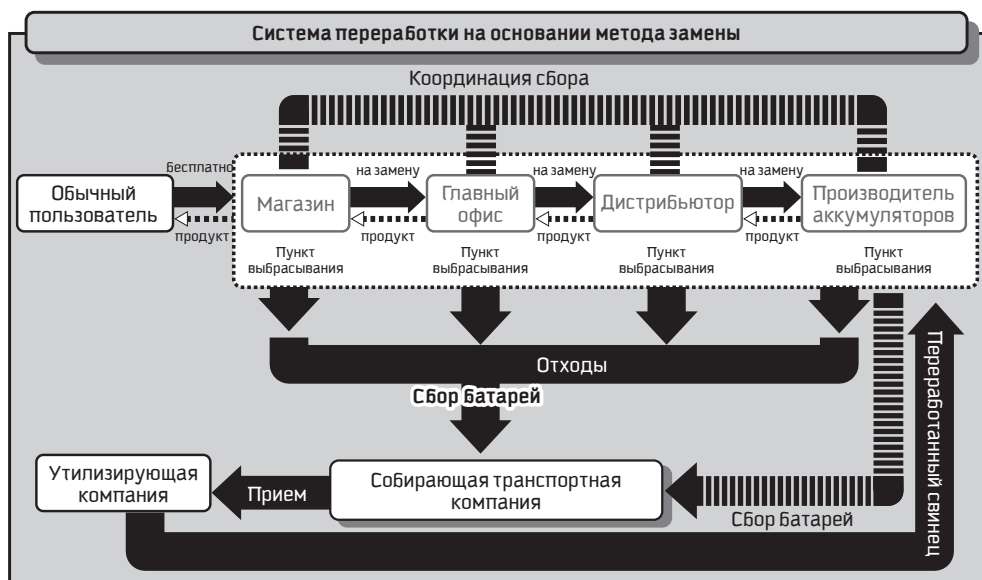 Система переработки на основании метода замены
Координация сбора
бесплатно
на замену
на замену
на замену
Обычный
пользователь
Магазин
Главный
офис
Дистрибьютор
Производитель
аккумуляторов
продукт
продукт
продукт
продукт
Пункт
выбрасывания
Пункт
выбрасывания
Пункт
выбрасывания
Пункт
выбрасывания
Отходы
Сбор батарей
Переработанный свинец
Утилизирующая
компания
Прием
Собирающая транспортная
компания
Сбор батарей